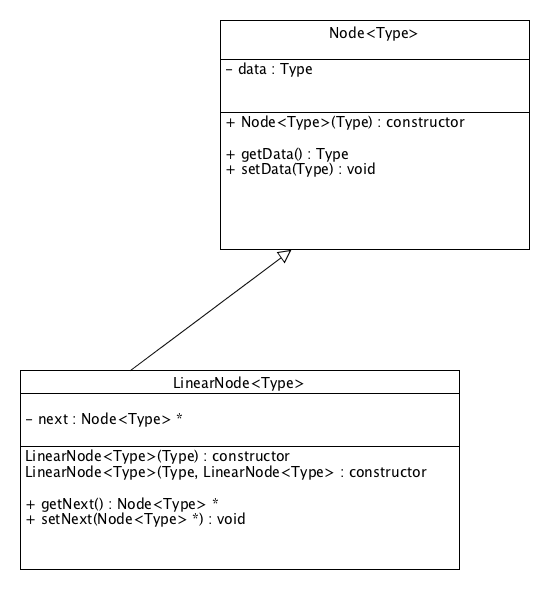 Node<Type>
- data : Type
+ Node<Type>(Type) : constructor
+ getData() : Type
+ setData(Type) : void
LinearNode<Type>
- next : Node<Type> *
LinearNode<Type>(Type) : constructor
LinearNode<Type>(Type, LinearNode<Type> : constructor
+ getNext() : Node<Type> *
+ setNext(Node<Type> *) : void